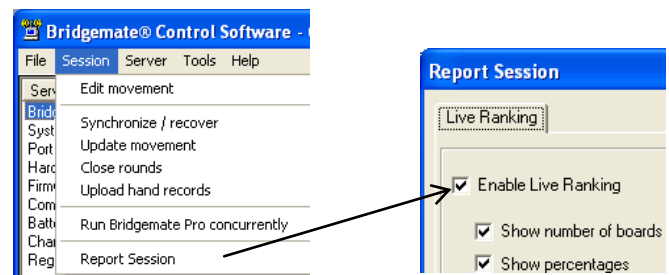 Bridgemate® Control Software -
File Session Server Tools Help
Edit movement
Synchronize / recover
Update movement
Close rounds
Upload hand records
Run Bridgemate Pro concurrently
Report Session
Report Session
Live Ranking
Enable Live Ranking
Show number of boards
Show percentages